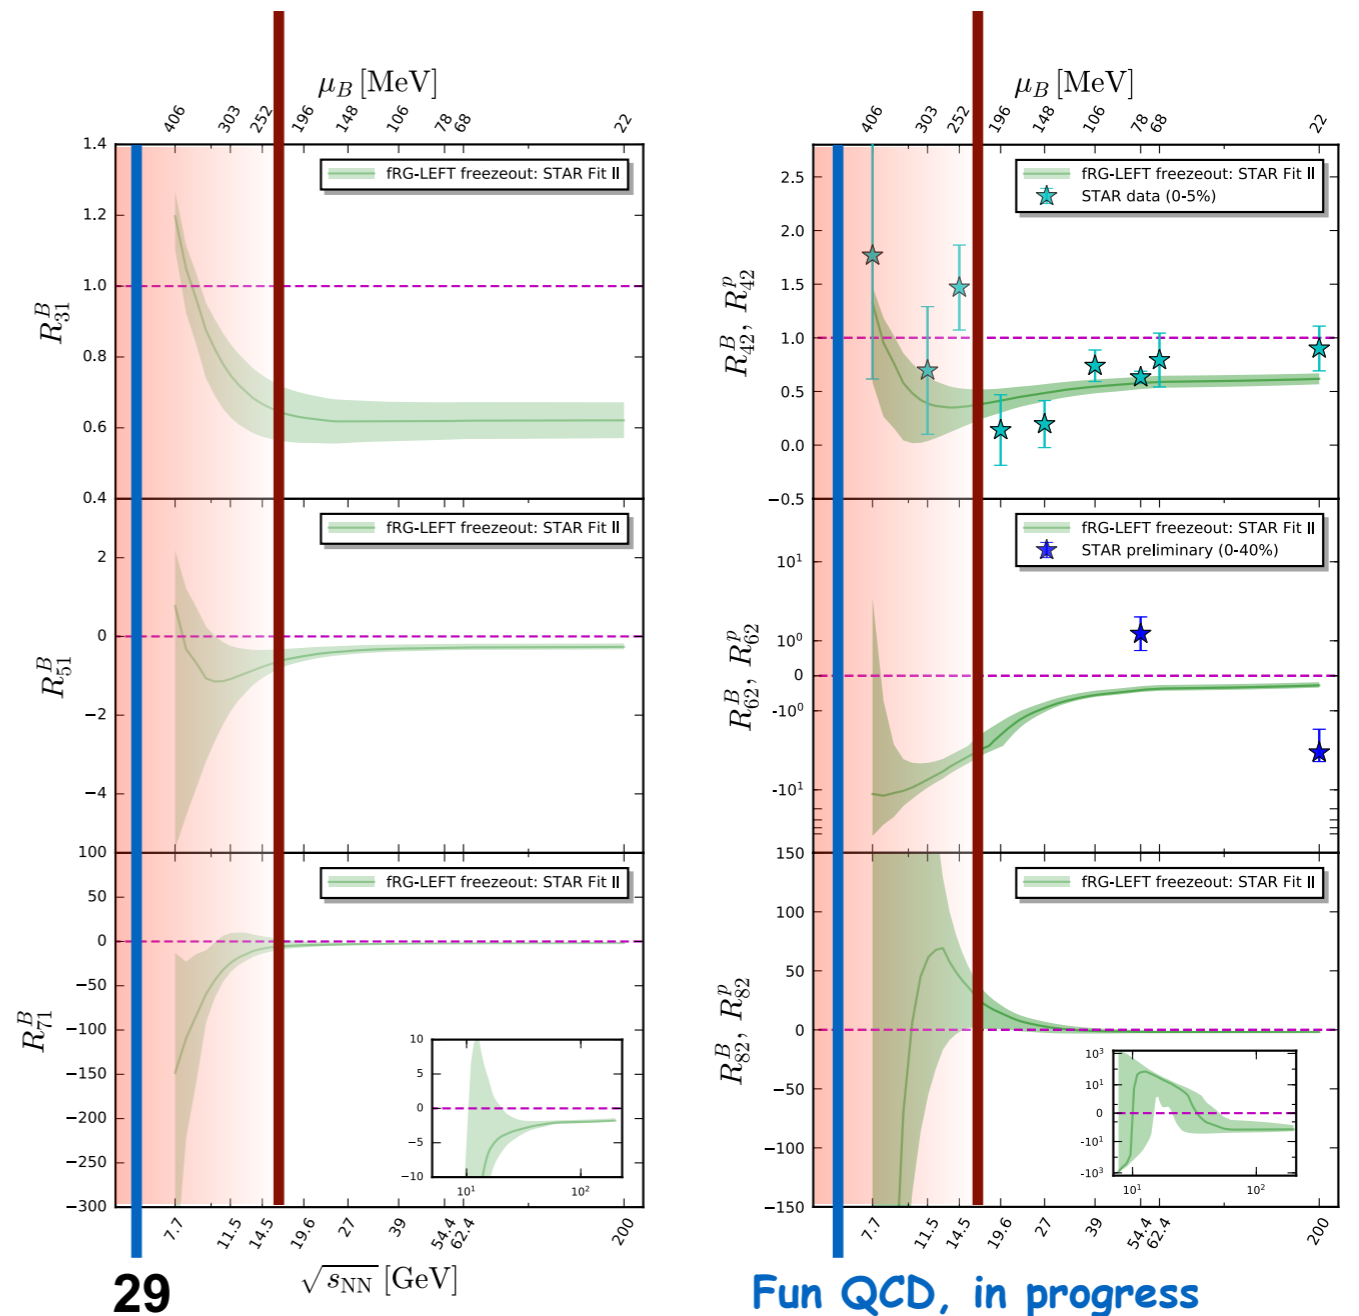 μ_B [MeV]
406 303 252 196 148 106 78 68 22
1.4
1.2
1.0
0.8
0.6
0.4
R^B_31
fRG-LEFT freezeout: STAR Fit II
2
0
−2
−4
R^B_51
fRG-LEFT freezeout: STAR Fit II
100
50
0
−50
−100
−150
−200
−250
−300
R^B_71
fRG-LEFT freezeout: STAR Fit II
10
5
0
−5
−10
10^1 10^2
7.7 11.5 14.5 19.6 27 39 54.4 62.4 200
√s_NN [GeV]
29
μ_B [MeV]
406 303 252 196 148 106 78 68 22
2.5
2.0
1.5
1.0
0.5
0.0
−0.5
R^B_42, R^p_42
fRG-LEFT freezeout: STAR Fit II
STAR data (0-5%)
10^1
10^0
0
-10^0
-10^1
R^B_62, R^p_62
fRG-LEFT freezeout: STAR Fit II
STAR preliminary (0-40%)
150
100
50
0
−50
−100
−150
R^B_82, R^p_82
fRG-LEFT freezeout: STAR Fit II
10^3
10^1
0
-10^1
-10^3
10^1 10^2
7.7 11.5 14.5 19.6 27 39 54.4 62.4 200
Fun QCD, in progress